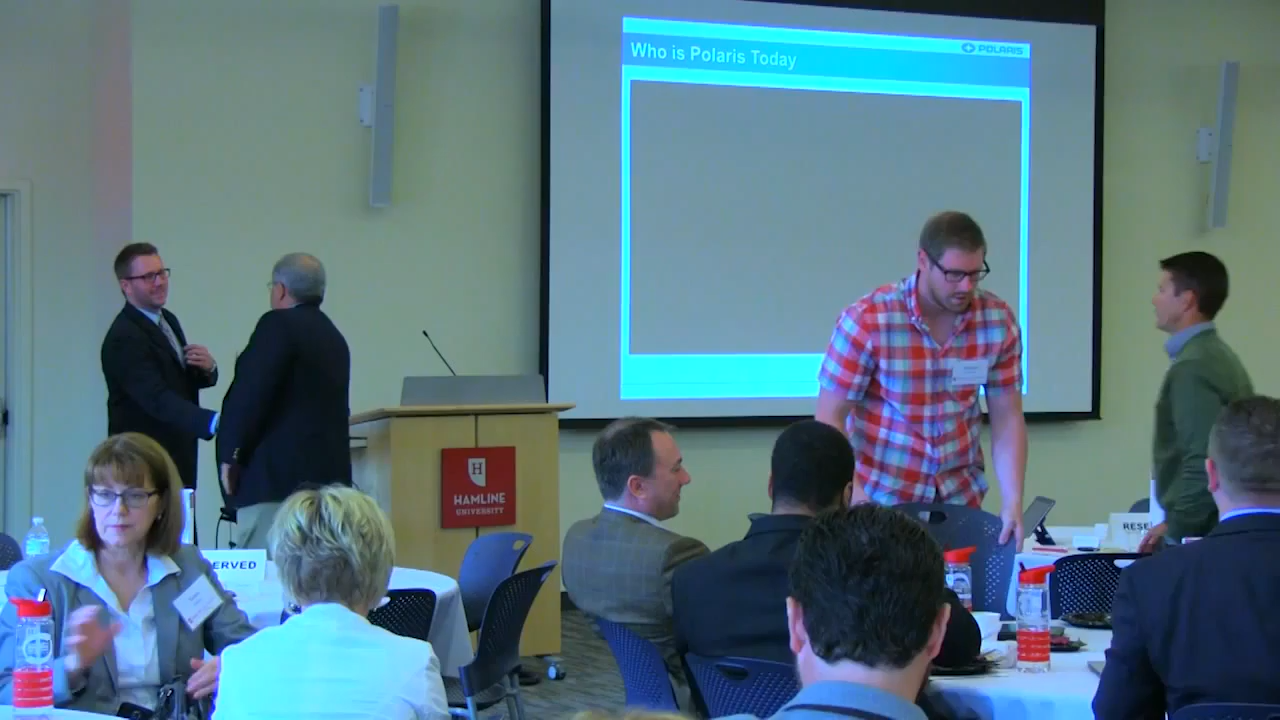 Who is Polaris Today
POLARIS
H
HAMLINE
UNIVERSITY
ERVED
RESE